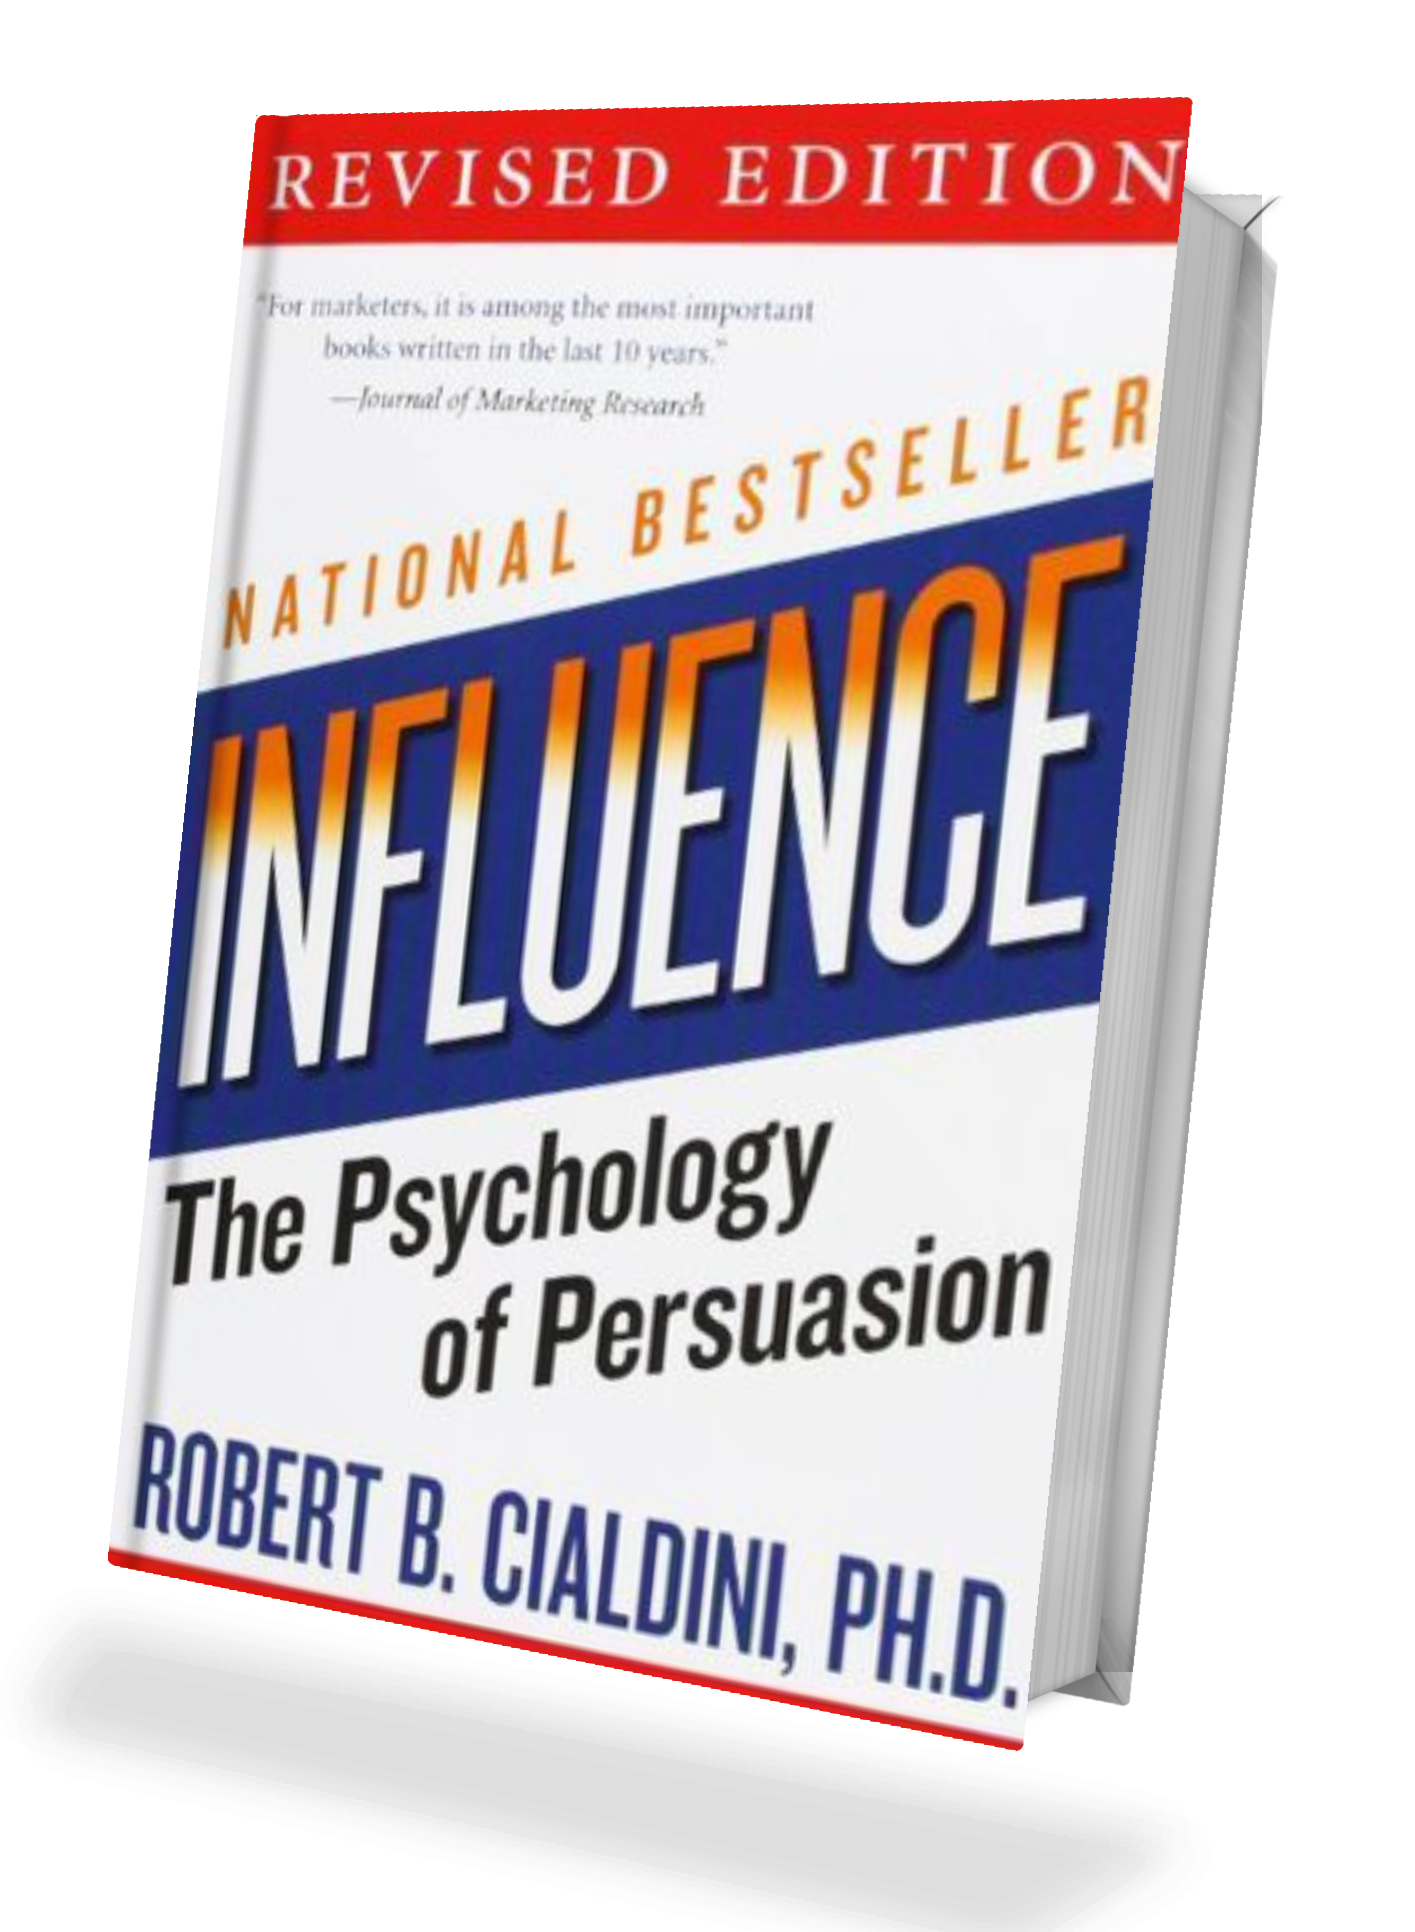 REVISED EDITION
"For marketers, it is among the most important
books written in the last 10 years."
—Journal of Marketing Research
NATIONAL BESTSELLER
INFLUENCE
The Psychology
of Persuasion
ROBERT B. CIALDINI, PH.D.